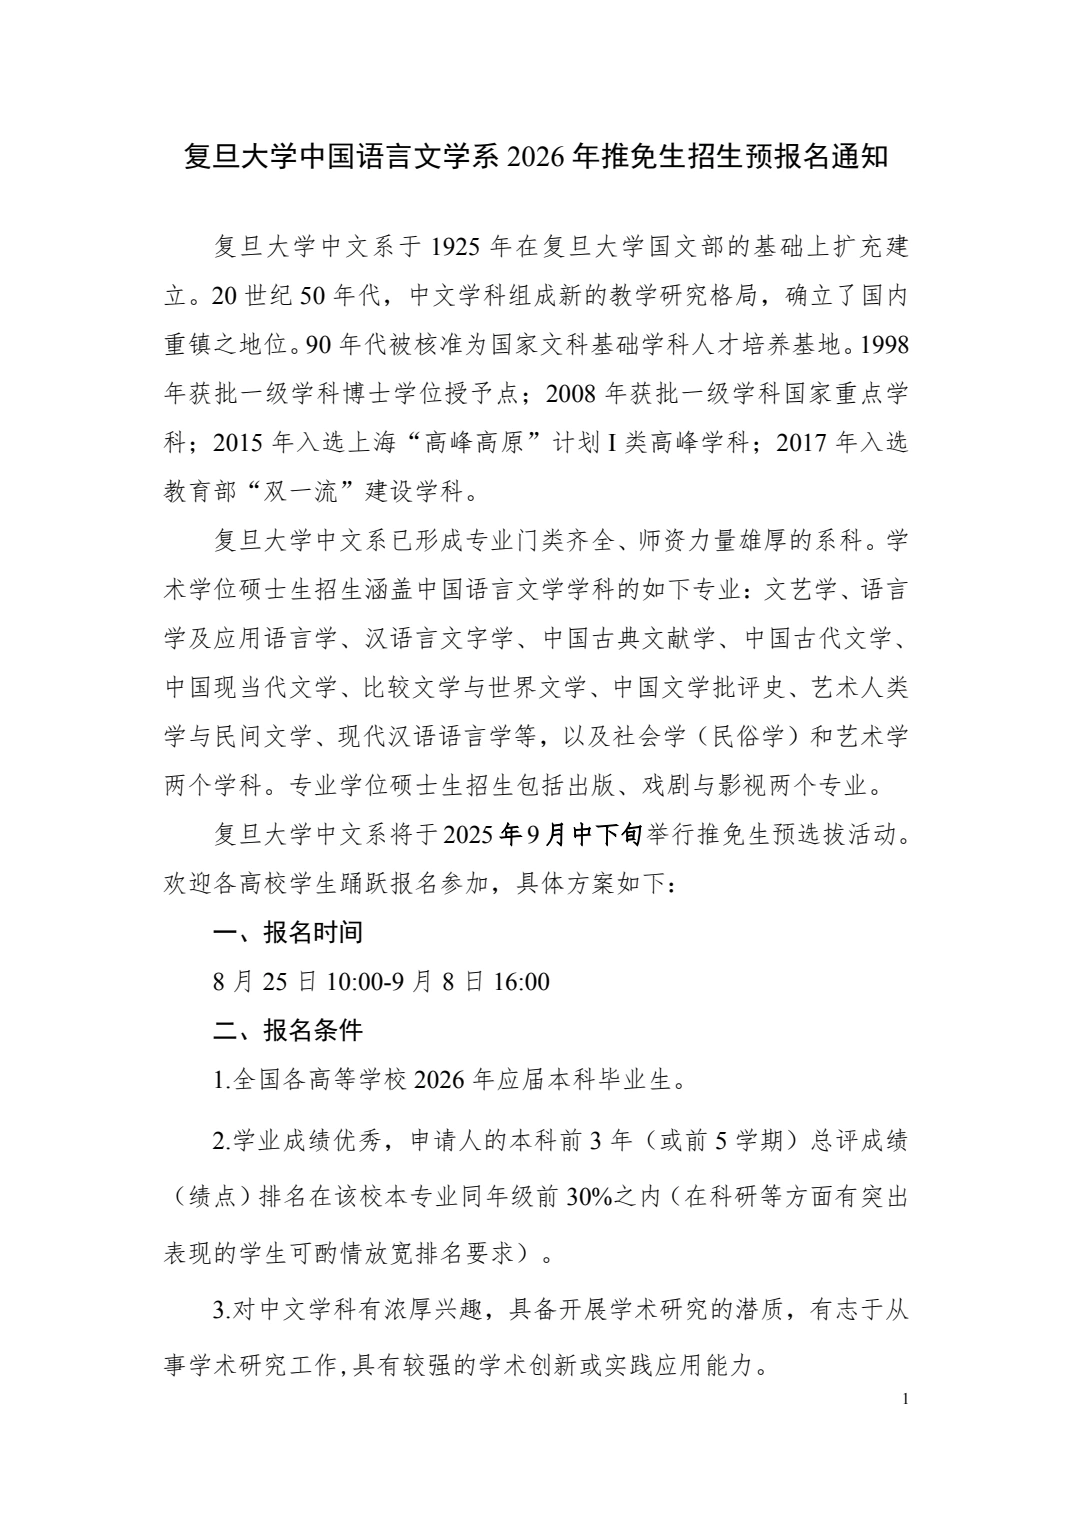 复旦大学中国语言文学系 2026 年推免生招生预报名通知
复旦大学中文系于 1925 年在复旦大学国文部的基础上扩充建
立。20 世纪 50 年代，中文学科组成新的教学研究格局，确立了国内
重镇之地位。90 年代被核准为国家文科基础学科人才培养基地。1998
年获批一级学科博士学位授予点；2008 年获批一级学科国家重点学
科；2015 年入选上海“高峰高原”计划 I 类高峰学科；2017 年入选
教育部“双一流”建设学科。
复旦大学中文系已形成专业门类齐全、师资力量雄厚的系科。学
术学位硕士生招生涵盖中国语言文学学科的如下专业：文艺学、语言
学及应用语言学、汉语言文字学、中国古典文献学、中国古代文学、
中国现当代文学、比较文学与世界文学、中国文学批评史、艺术人类
学与民间文学、现代汉语语言学等，以及社会学（民俗学）和艺术学
两个学科。专业学位硕士生招生包括出版、戏剧与影视两个专业。
复旦大学中文系将于 2025 年 9 月中下旬举行推免生预选拔活动。
欢迎各高校学生踊跃报名参加，具体方案如下：
一、报名时间
8 月 25 日 10:00-9 月 8 日 16:00
二、报名条件
1.全国各高等学校 2026 年应届本科毕业生。
2.学业成绩优秀，申请人的本科前 3 年（或前 5 学期）总评成绩
（绩点）排名在该校本专业同年级前 30%之内（在科研等方面有突出
表现的学生可酌情放宽排名要求）。
3.对中文学科有浓厚兴趣，具备开展学术研究的潜质，有志于从
事学术研究工作,具有较强的学术创新或实践应用能力。
1